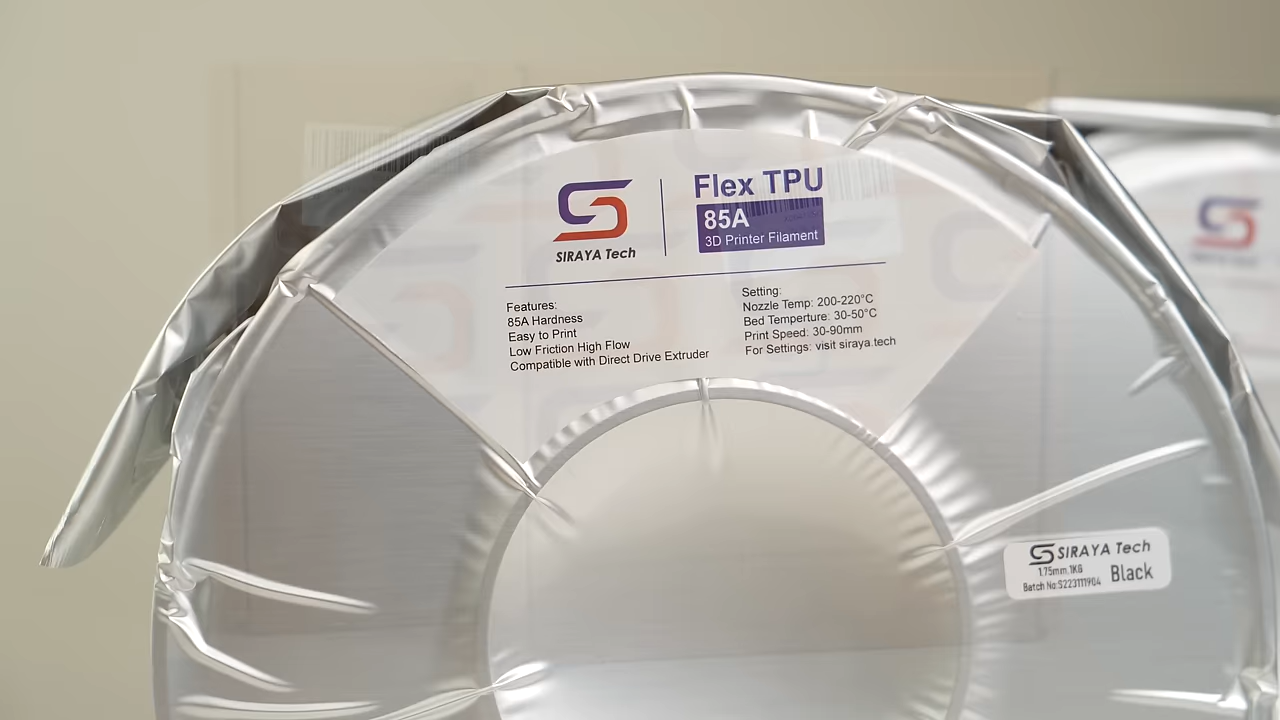 Flex TPU
85A
3D Printer Filament
SIRAYA Tech
Features:
85A Hardness
Easy to Print
Low Friction High Flow
Compatible with Direct Drive Extruder
Setting:
Nozzle Temp: 200-220°C
Bed Temperture: 30-50°C
Print Speed: 30-90mm
For Settings: visit siraya.tech
SIRAYA Tech
1.75mm,1KG
Batch No:S223111904
Black